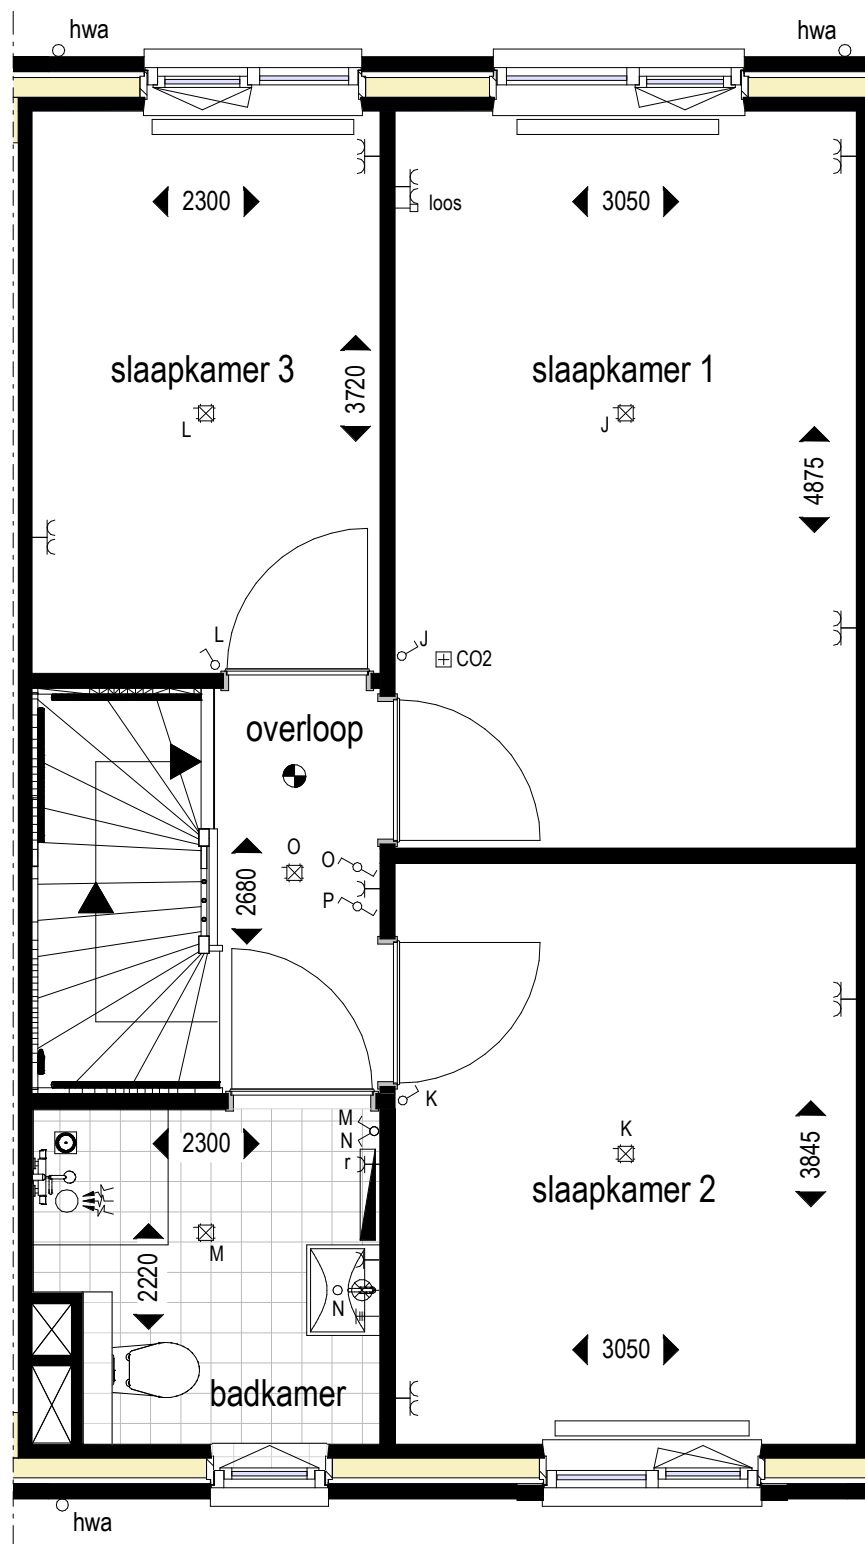 hwa
hwa
2300
3050
loos
slaapkamer 3
slaapkamer 1
3720
L
J
4875
L
J
CO2
overloop
O
O
2680
P
K
M
N
2300
r
K
3845
slaapkamer 2
M
2220
N
3050
badkamer
hwa